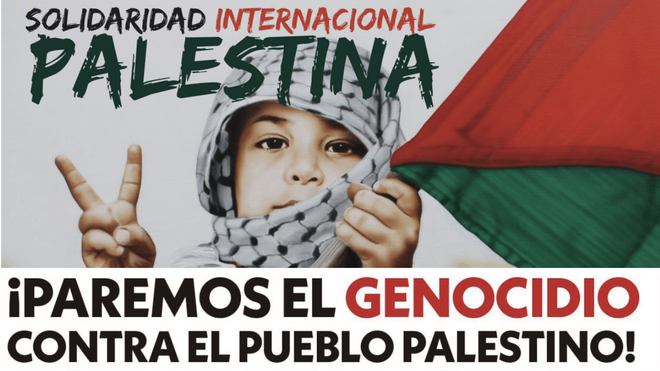 SOLIDARIDAD INTERNACIONAL
PALESTINA
¡PAREMOS EL GENOCIDIO
CONTRA EL PUEBLO PALESTINO!